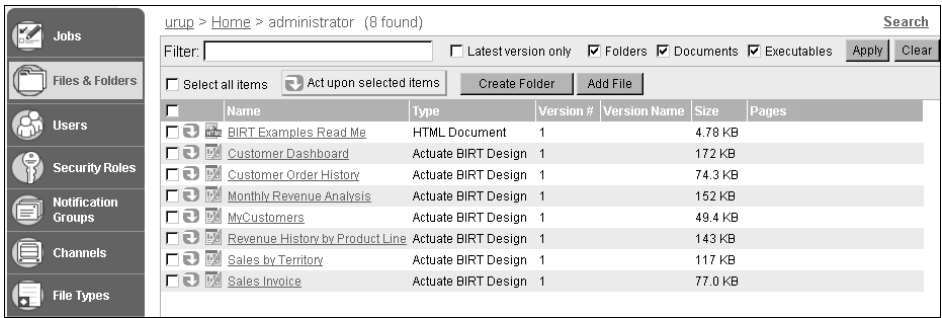 urup > Home > administrator (8 found) Search
Jobs
Filter: Latest version only Folders Documents Executables Apply Clear
Files & Folders
Select all items Act upon selected items Create Folder Add File
Name Type Version # Version Name Size Pages
Users
BIRT Examples Read Me HTML Document 1 4.78 KB
Customer Dashboard Actuate BIRT Design 1 172 KB
Security Roles
Customer Order History Actuate BIRT Design 1 74.3 KB
Monthly Revenue Analysis Actuate BIRT Design 1 152 KB
Notification
Groups
MyCustomers Actuate BIRT Design 1 49.4 KB
Revenue History by Product Line Actuate BIRT Design 1 143 KB
Channels
Sales by Territory Actuate BIRT Design 1 117 KB
Sales Invoice Actuate BIRT Design 1 77.0 KB
File Types